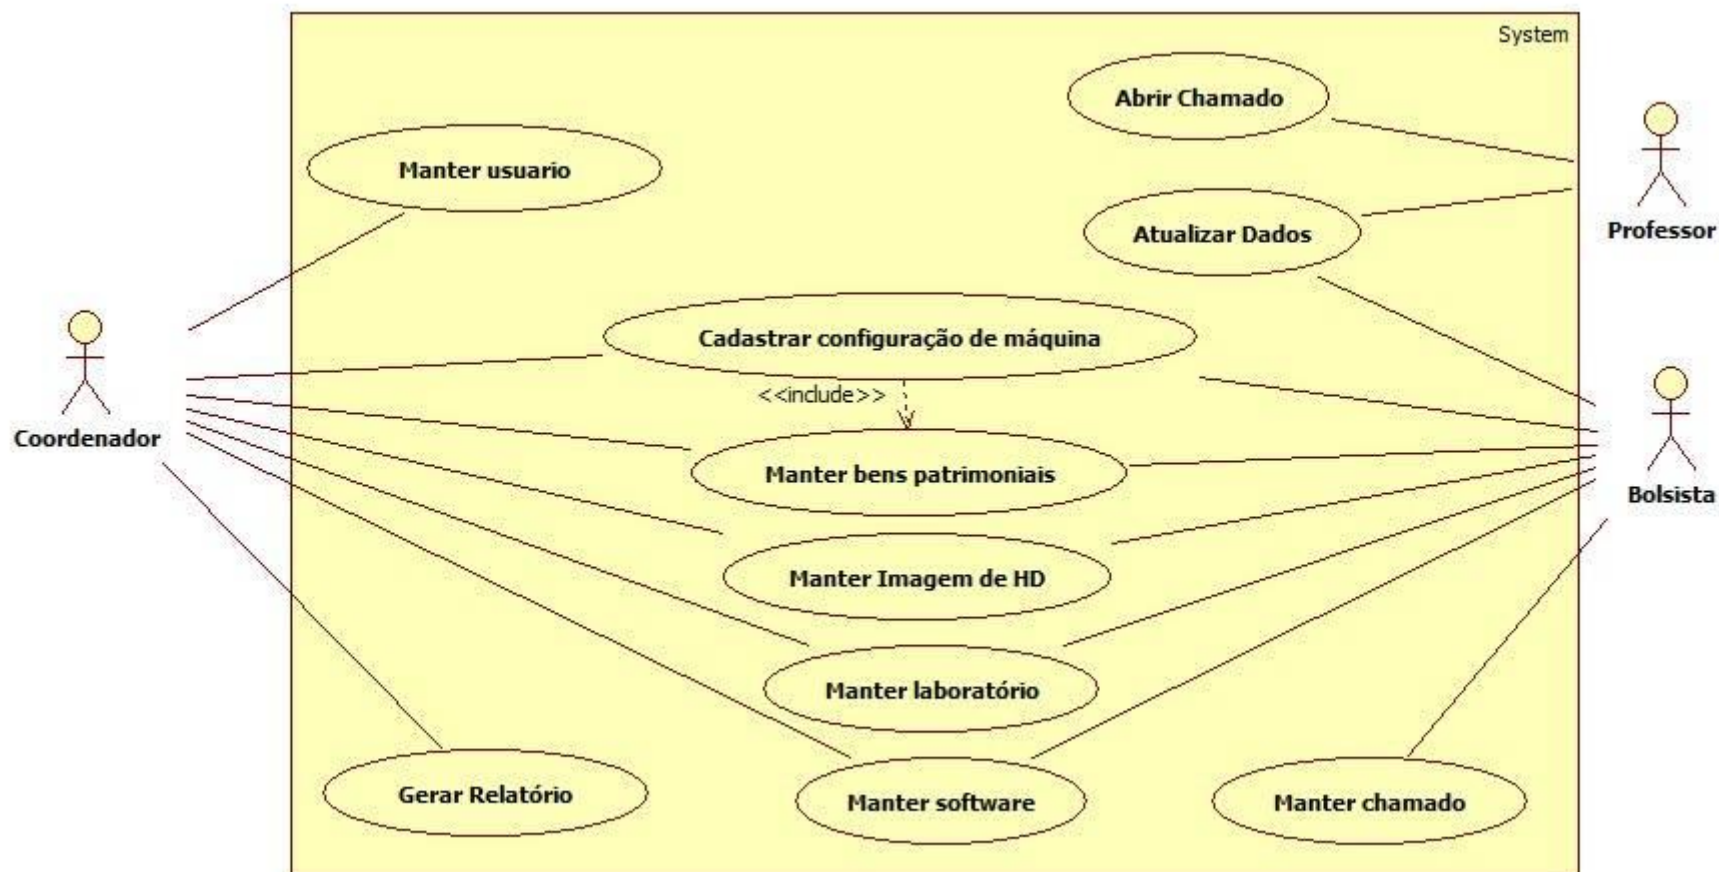 System
Abrir Chamado
Manter usuario
Professor
Atualizar Dados
Cadastrar configuração de máquina
<<include>>
Coordenador
Manter bens patrimoniais
Bolsista
Manter Imagem de HD
Manter laboratório
Gerar Relatório
Manter software
Manter chamado